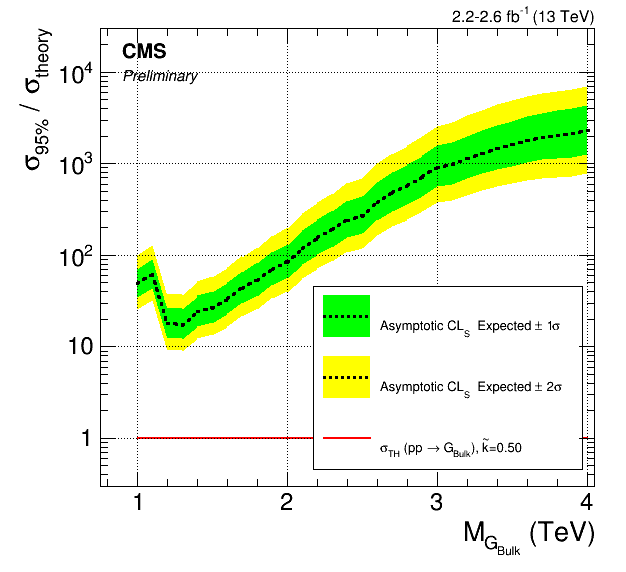 2.2-2.6 fb⁻¹ (13 TeV)
CMS
Preliminary
σ95% / σtheory
10⁴
10³
10²
10
1
Asymptotic CLS Expected ± 1σ
Asymptotic CLS Expected ± 2σ
σTH (pp → GBulk), k̃=0.50
1 2 3 4
MGBulk (TeV)